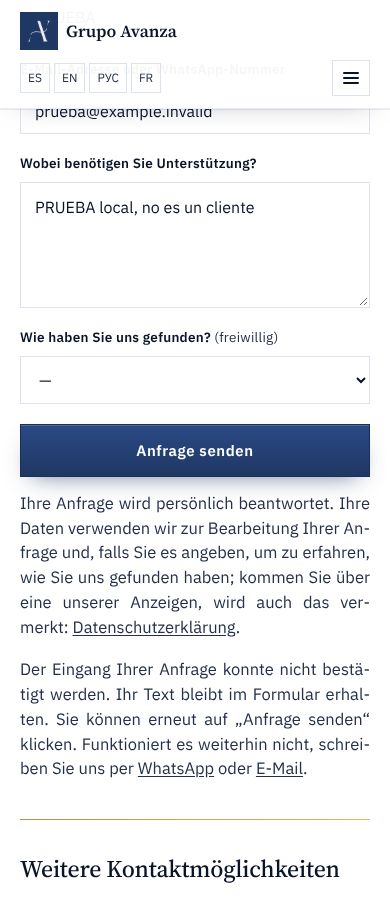 Grupo Avanza
ES EN РУС FR
E-Mail-Adresse oder WhatsApp-Nummer
prueba@example.invalid
Wobei benötigen Sie Unterstützung?
PRUEBA local, no es un cliente
Wie haben Sie uns gefunden? (freiwillig)
—
Anfrage senden
Ihre Anfrage wird persönlich beantwortet. Ihre
Daten verwenden wir zur Bearbeitung Ihrer An-
frage und, falls Sie es angeben, um zu erfahren,
wie Sie uns gefunden haben; kommen Sie über
eine unserer Anzeigen, wird auch das ver-
merkt: Datenschutzerklärung.
Der Eingang Ihrer Anfrage konnte nicht bestä-
tigt werden. Ihr Text bleibt im Formular erhal-
ten. Sie können erneut auf „Anfrage senden“
klicken. Funktioniert es weiterhin nicht, schrei-
ben Sie uns per WhatsApp oder E-Mail.
Weitere Kontaktmöglichkeiten